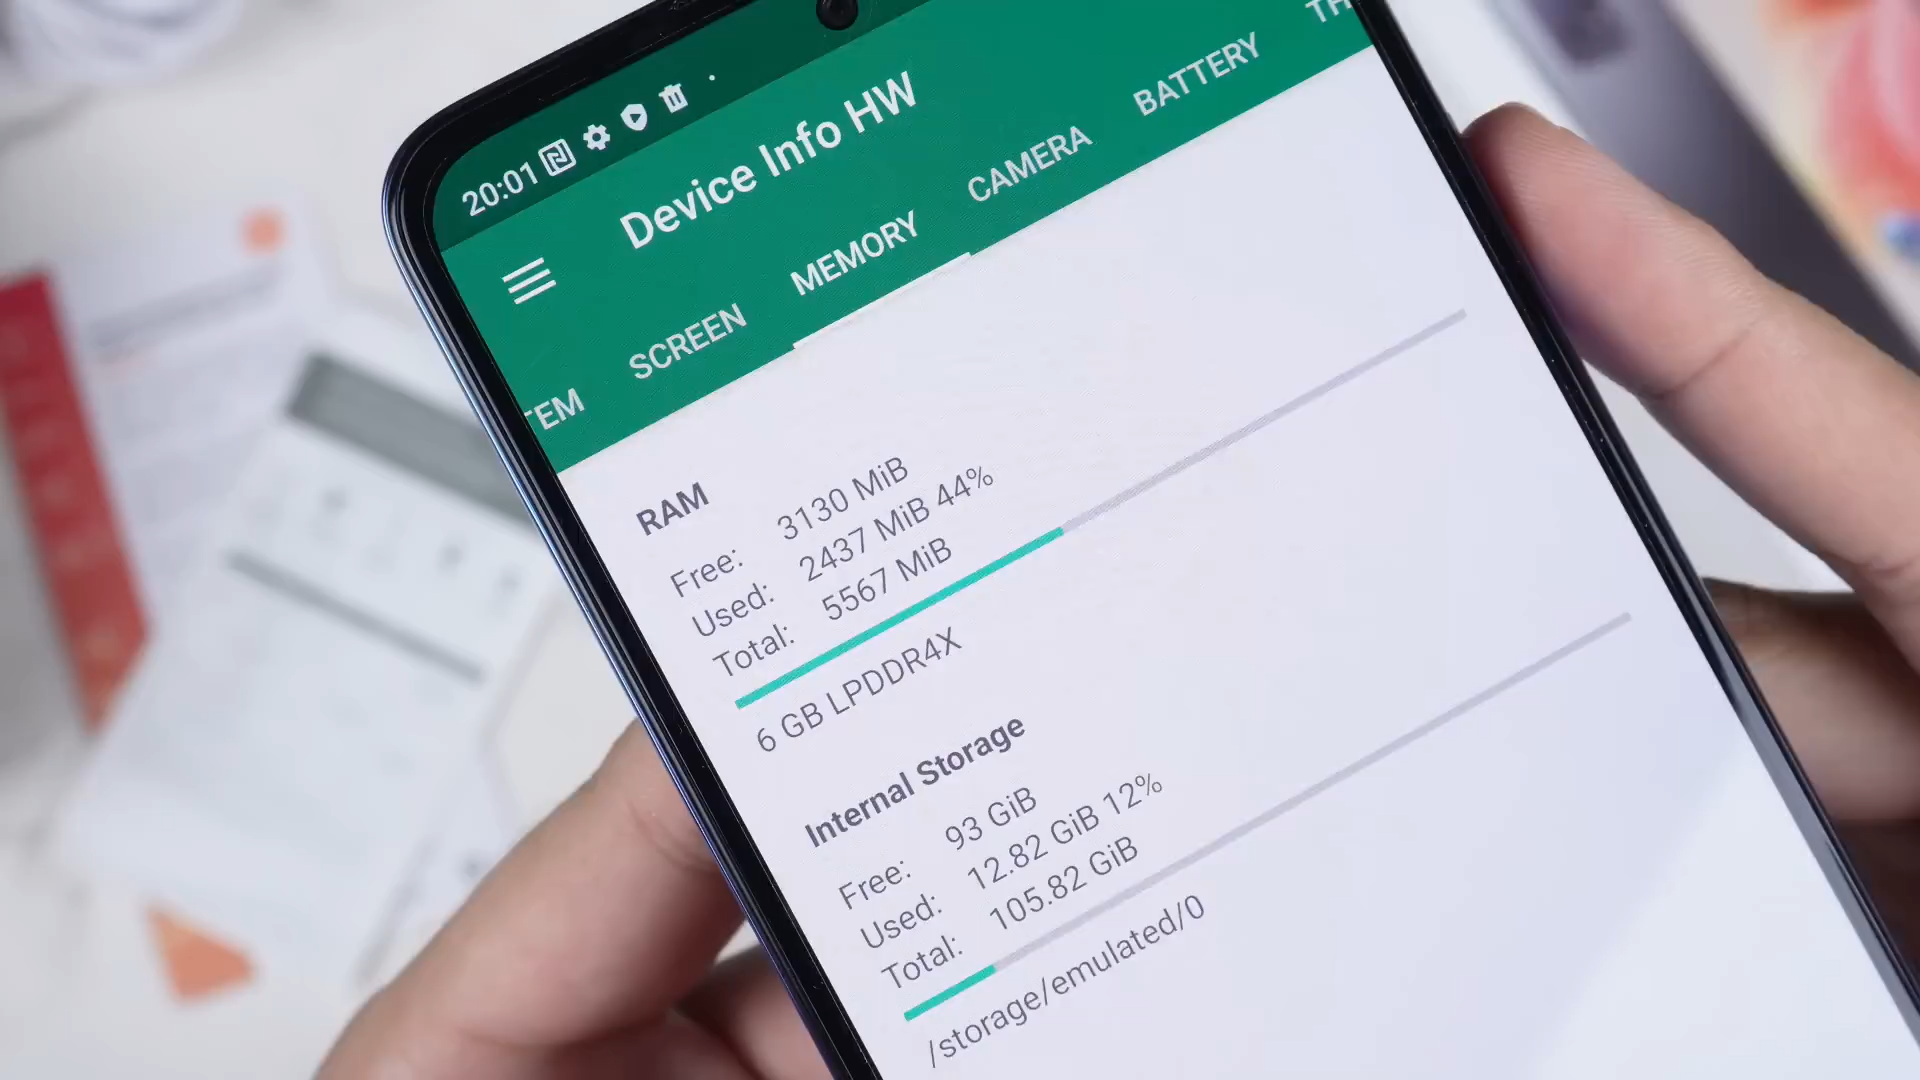 20:01
Device Info HW
TEM SCREEN MEMORY CAMERA BATTERY TH
RAM
Free: 3130 MiB
Used: 2437 MiB 44%
Total: 5567 MiB
6 GB LPDDR4X
Internal Storage
Free: 93 GiB
Used: 12.82 GiB 12%
Total: 105.82 GiB
/storage/emulated/0